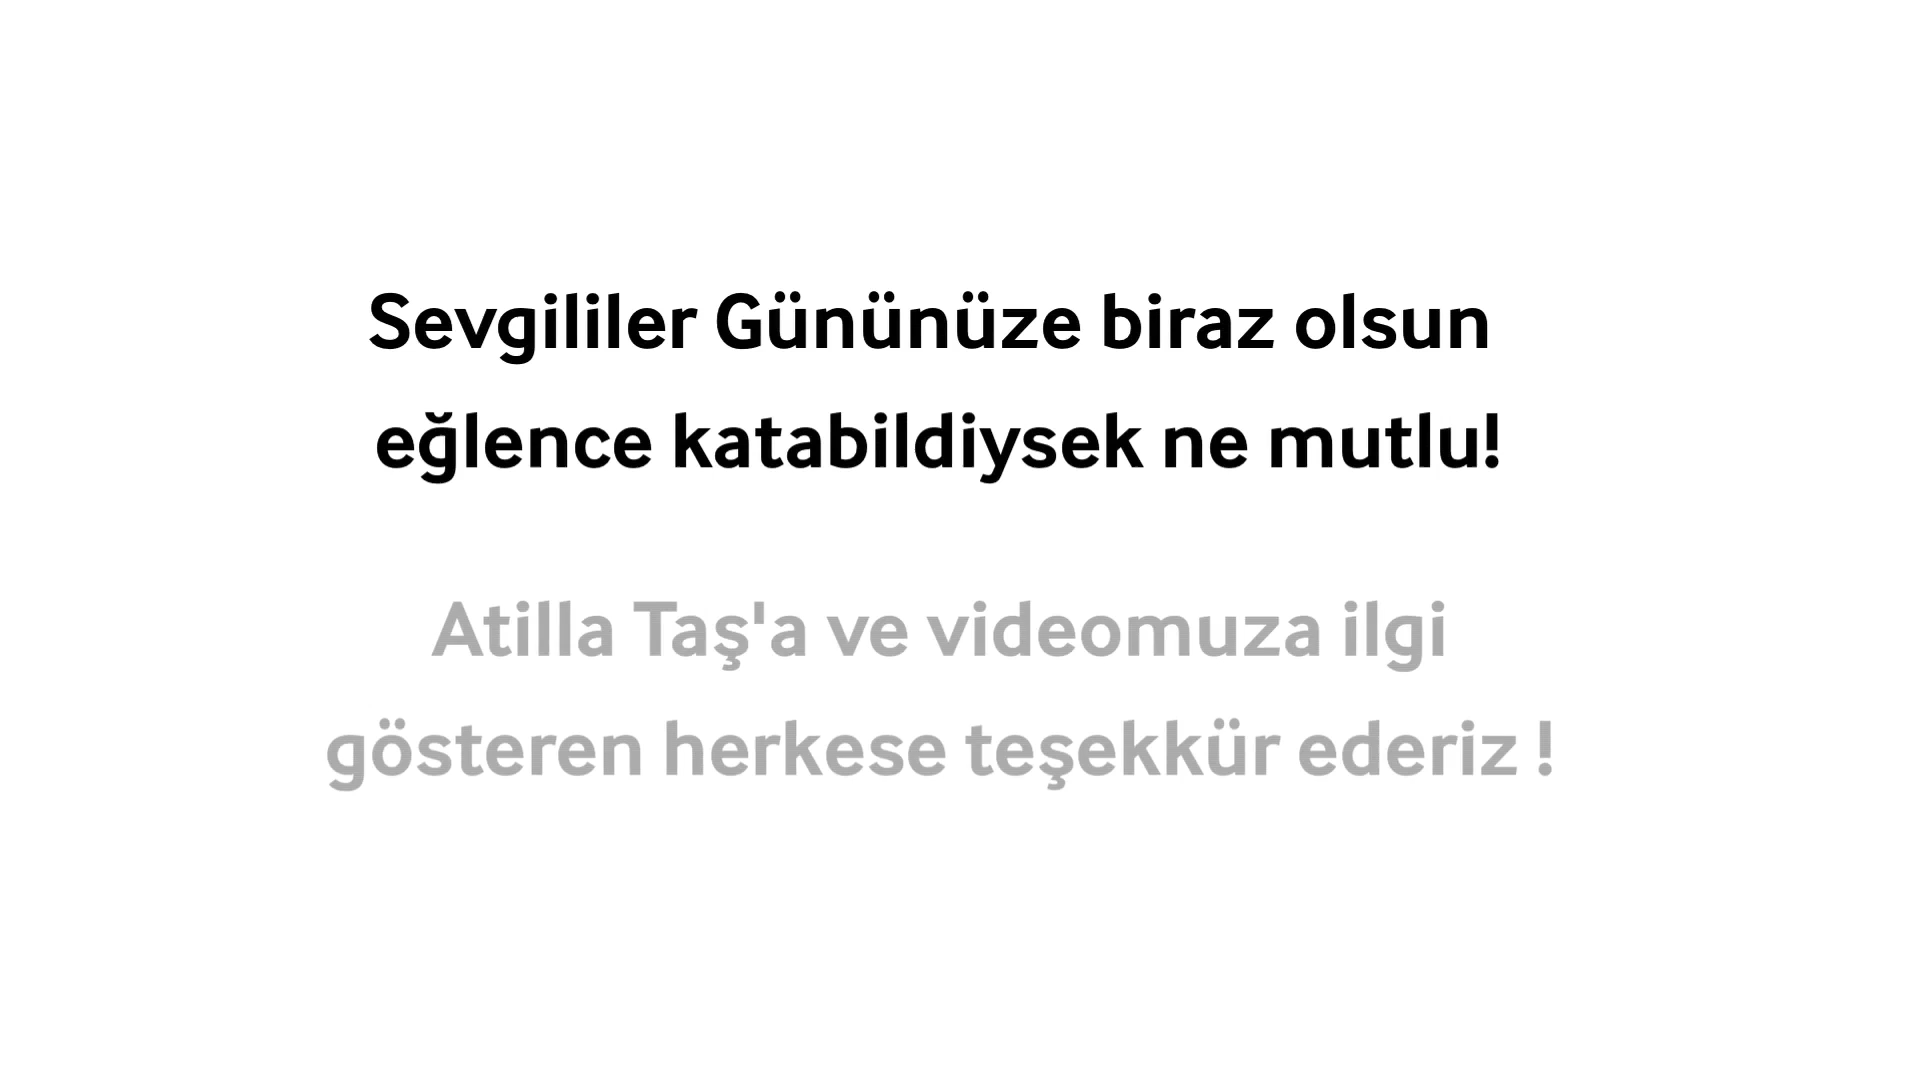 Sevgililer Gününüze biraz olsun
eğlence katabildiysek ne mutlu!
Atilla Taş'a ve videomuza ilgi
gösteren herkese teşekkür ederiz !